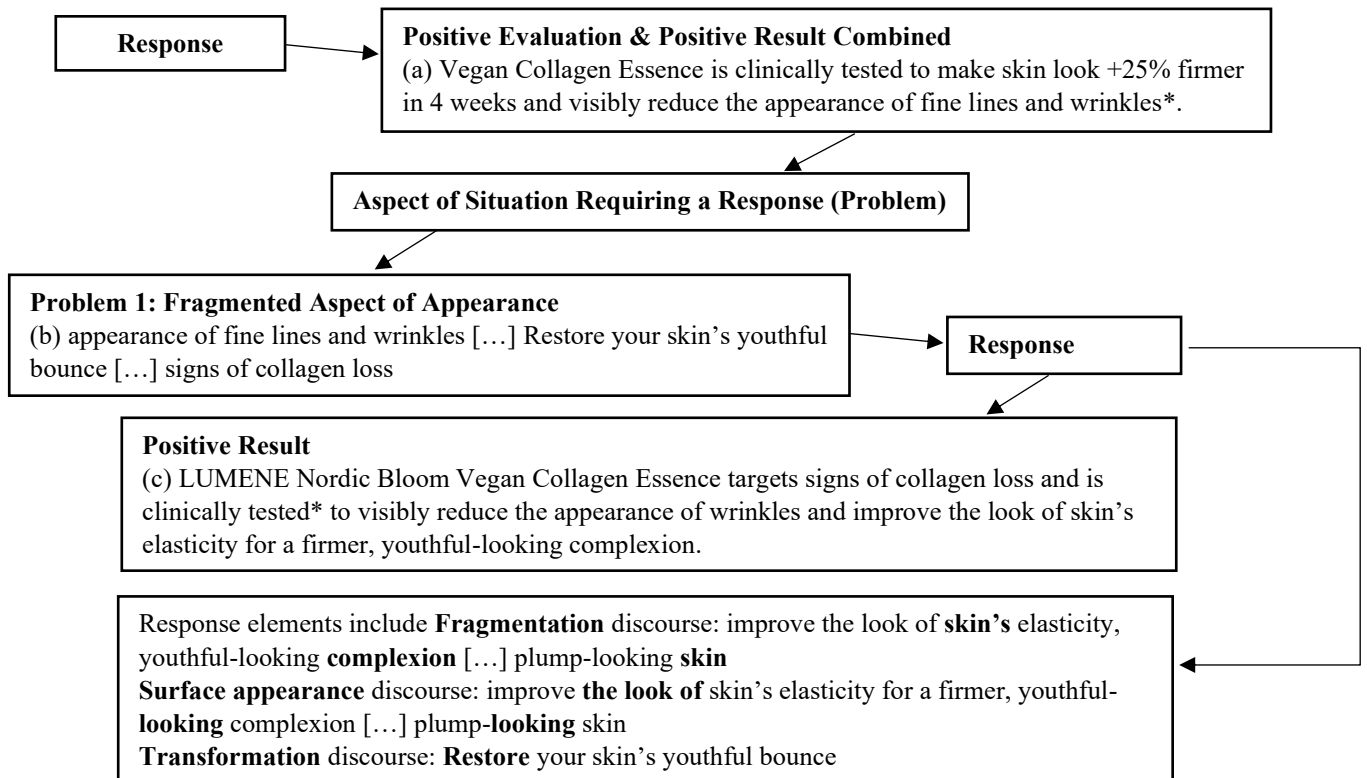 Response
Positive Evaluation & Positive Result Combined
(a) Vegan Collagen Essence is clinically tested to make skin look +25% firmer
in 4 weeks and visibly reduce the appearance of fine lines and wrinkles*.
Aspect of Situation Requiring a Response (Problem)
Problem 1: Fragmented Aspect of Appearance
(b) appearance of fine lines and wrinkles […] Restore your skin’s youthful
bounce […] signs of collagen loss
Response
Positive Result
(c) LUMENE Nordic Bloom Vegan Collagen Essence targets signs of collagen loss and is
clinically tested* to visibly reduce the appearance of wrinkles and improve the look of skin’s
elasticity for a firmer, youthful-looking complexion.
Response elements include Fragmentation discourse: improve the look of skin’s elasticity,
youthful-looking complexion […] plump-looking skin
Surface appearance discourse: improve the look of skin’s elasticity for a firmer, youthful-
looking complexion […] plump-looking skin
Transformation discourse: Restore your skin’s youthful bounce